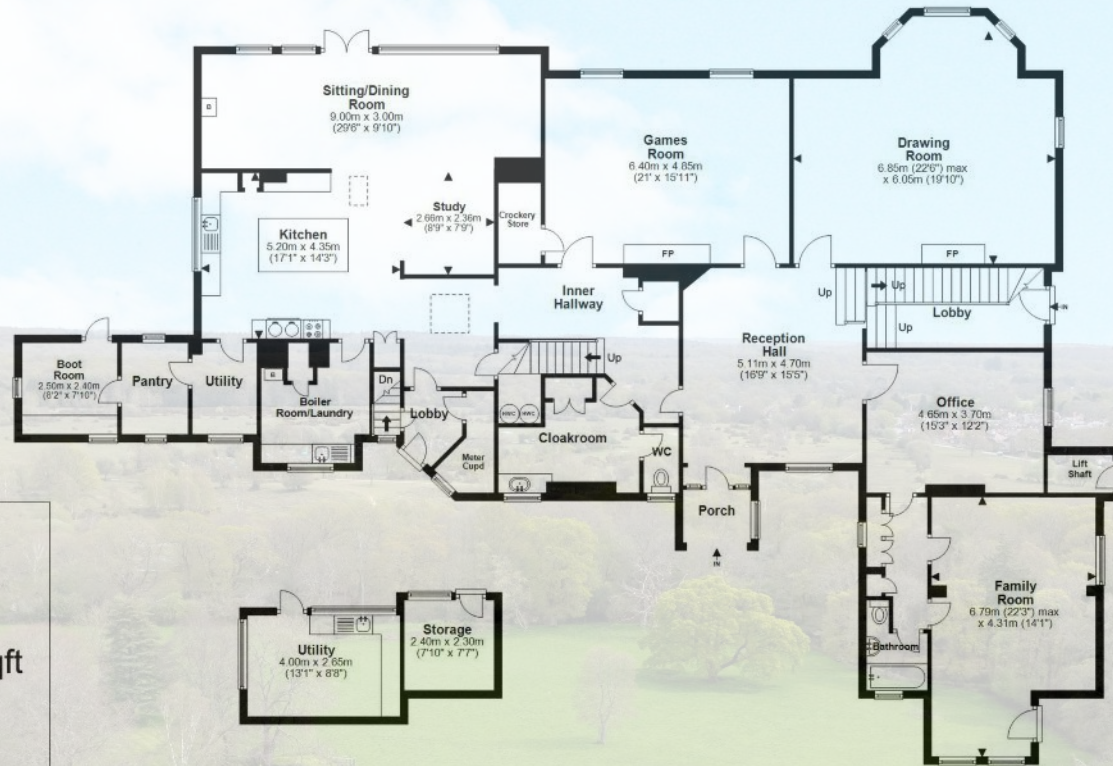 Sitting/Dining
Room
9.00m x 3.00m
(29'6" x 9'10")
Games
Room
6.40m x 4.85m
(21' x 15'11")
Drawing
Room
6.85m (22'6") max
x 6.05m (19'10")
Study
2.66m x 2.36m
(8'9" x 7'9")
Crockery
Store
Kitchen
5.20m x 4.35m
(17'1" x 14'3")
FP
FP
Inner
Hallway
Up
Up
Up
Lobby
IN
Reception
Hall
5.11m x 4.70m
(16'9" x 15'5")
Boot
Room
2.50m x 2.40m
(8'2" x 7'10")
Pantry
Utility
B
Boiler
Room/Laundry
Dn
Lobby
Up
HWC
HWC
Cloakroom
Meter
Cupd
WC
Office
4.65m x 3.70m
(15'3" x 12'2")
Lift
Shaft
Porch
IN
Family
Room
6.79m (22'3") max
x 4.31m (14'1")
Bathroom
Utility
4.00m x 2.65m
(13'1" x 8'8")
Storage
2.40m x 2.30m
(7'10" x 7'7")